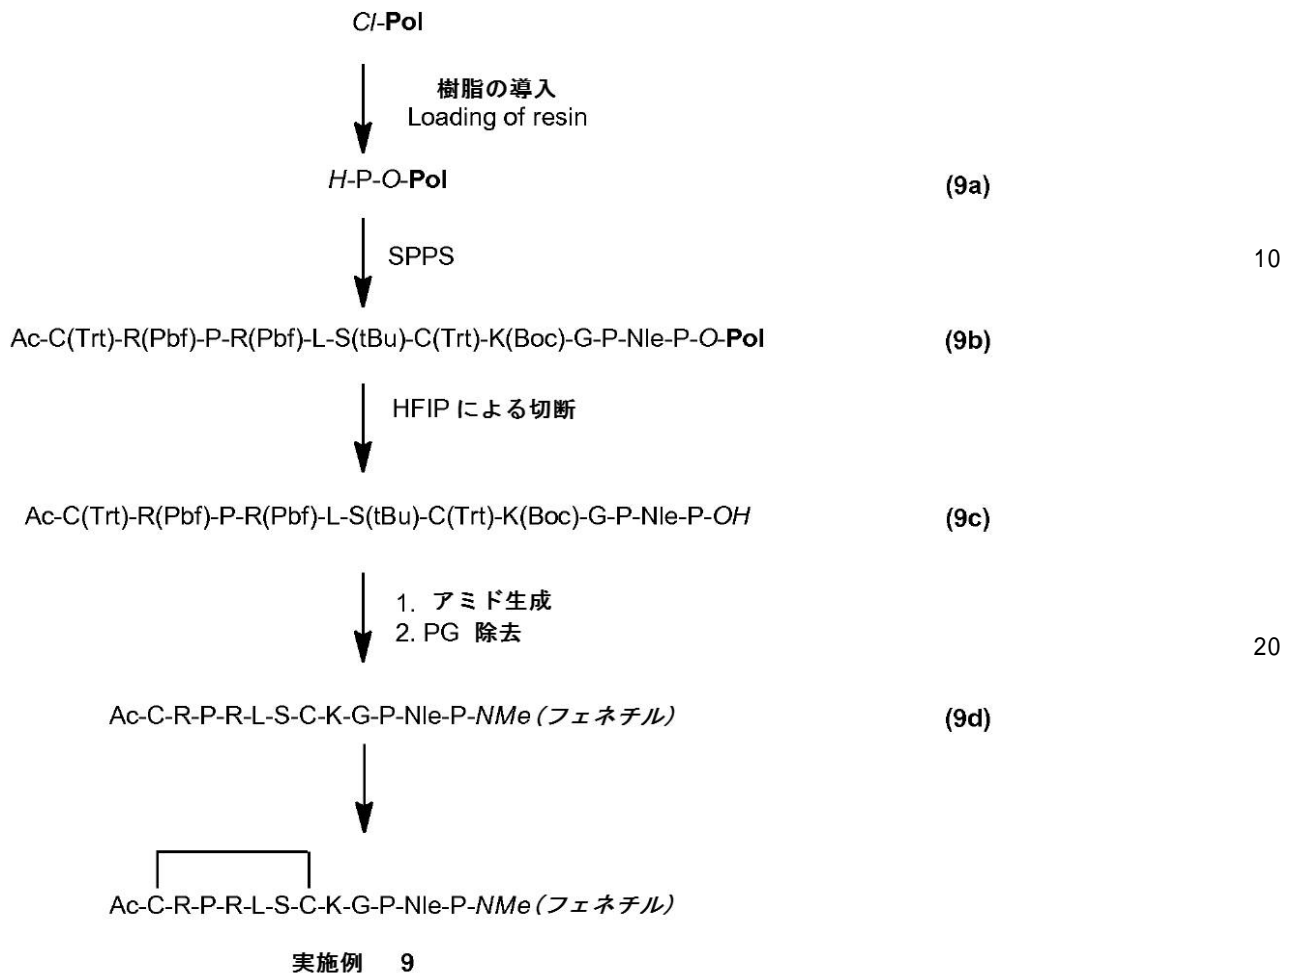 Cl-Pol
樹脂の導入
Loading of resin
H-P-O-Pol
(9a)
SPPS
10
Ac-C(Trt)-R(Pbf)-P-R(Pbf)-L-S(tBu)-C(Trt)-K(Boc)-G-P-Nle-P-O-Pol
(9b)
HFIP による切断
Ac-C(Trt)-R(Pbf)-P-R(Pbf)-L-S(tBu)-C(Trt)-K(Boc)-G-P-Nle-P-OH
(9c)
1. アミド生成
2. PG 除去
20
Ac-C-R-P-R-L-S-C-K-G-P-Nle-P-NMe(フェネチル)
(9d)
Ac-C-R-P-R-L-S-C-K-G-P-Nle-P-NMe(フェネチル)
実施例 9